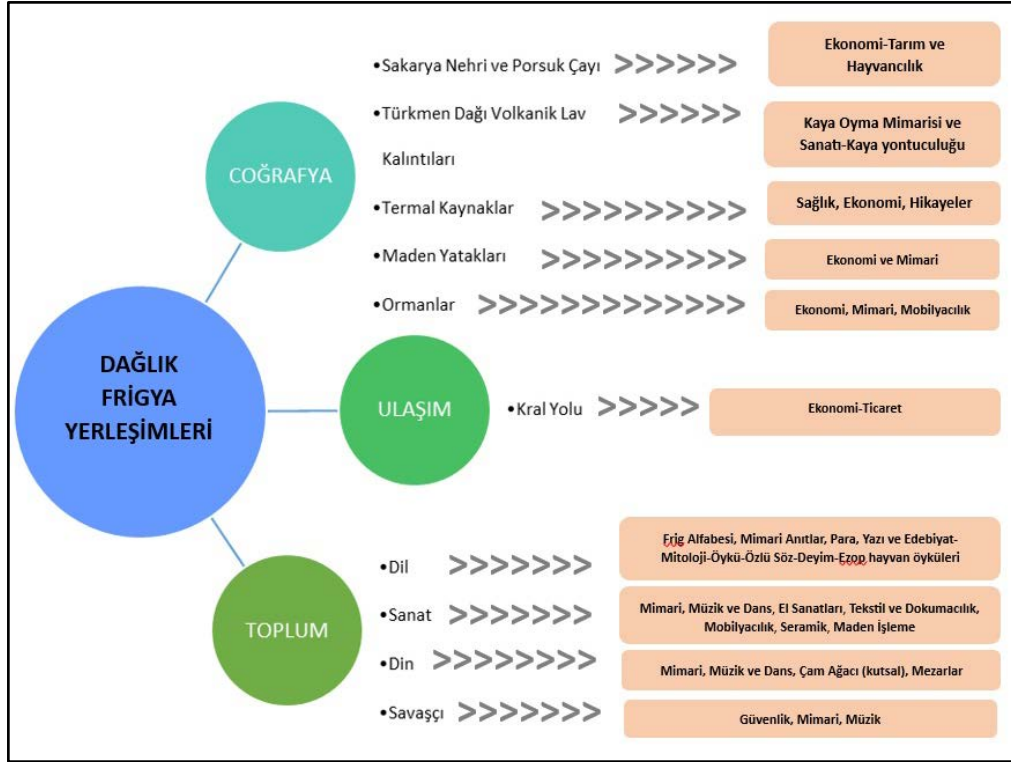 •Sakarya Nehri ve Porsuk Çayı >>>>>>
Ekonomi-Tarım ve
Hayvancılık
•Türkmen Dağı Volkanik Lav >>>>>>
Kalıntıları
Kaya Oyma Mimarisi ve
Sanatı-Kaya yontuculuğu
COĞRAFYA
•Termal Kaynaklar >>>>>>>>>>
Sağlık, Ekonomi, Hikayeler
•Maden Yatakları >>>>>>>>>>
Ekonomi ve Mimari
•Ormanlar >>>>>>>>>>>>>
Ekonomi, Mimari, Mobilyacılık
DAĞLIK
FRİGYA
YERLEŞİMLERİ
ULAŞIM
•Kral Yolu >>>>>
Ekonomi-Ticaret
TOPLUM
•Dil >>>>>>>
Frig Alfabesi, Mimari Anıtlar, Para, Yazı ve Edebiyat-
Mitoloji-Öykü-Özlü Söz-Deyim-Ezop hayvan öyküleri
•Sanat >>>>>>>
Mimari, Müzik ve Dans, El Sanatları, Tekstil ve Dokumacılık,
Mobilyacılık, Seramik, Maden İşleme
•Din >>>>>>>>
Mimari, Müzik ve Dans, Çam Ağacı (kutsal), Mezarlar
•Savaşçı >>>>>>>
Güvenlik, Mimari, Müzik